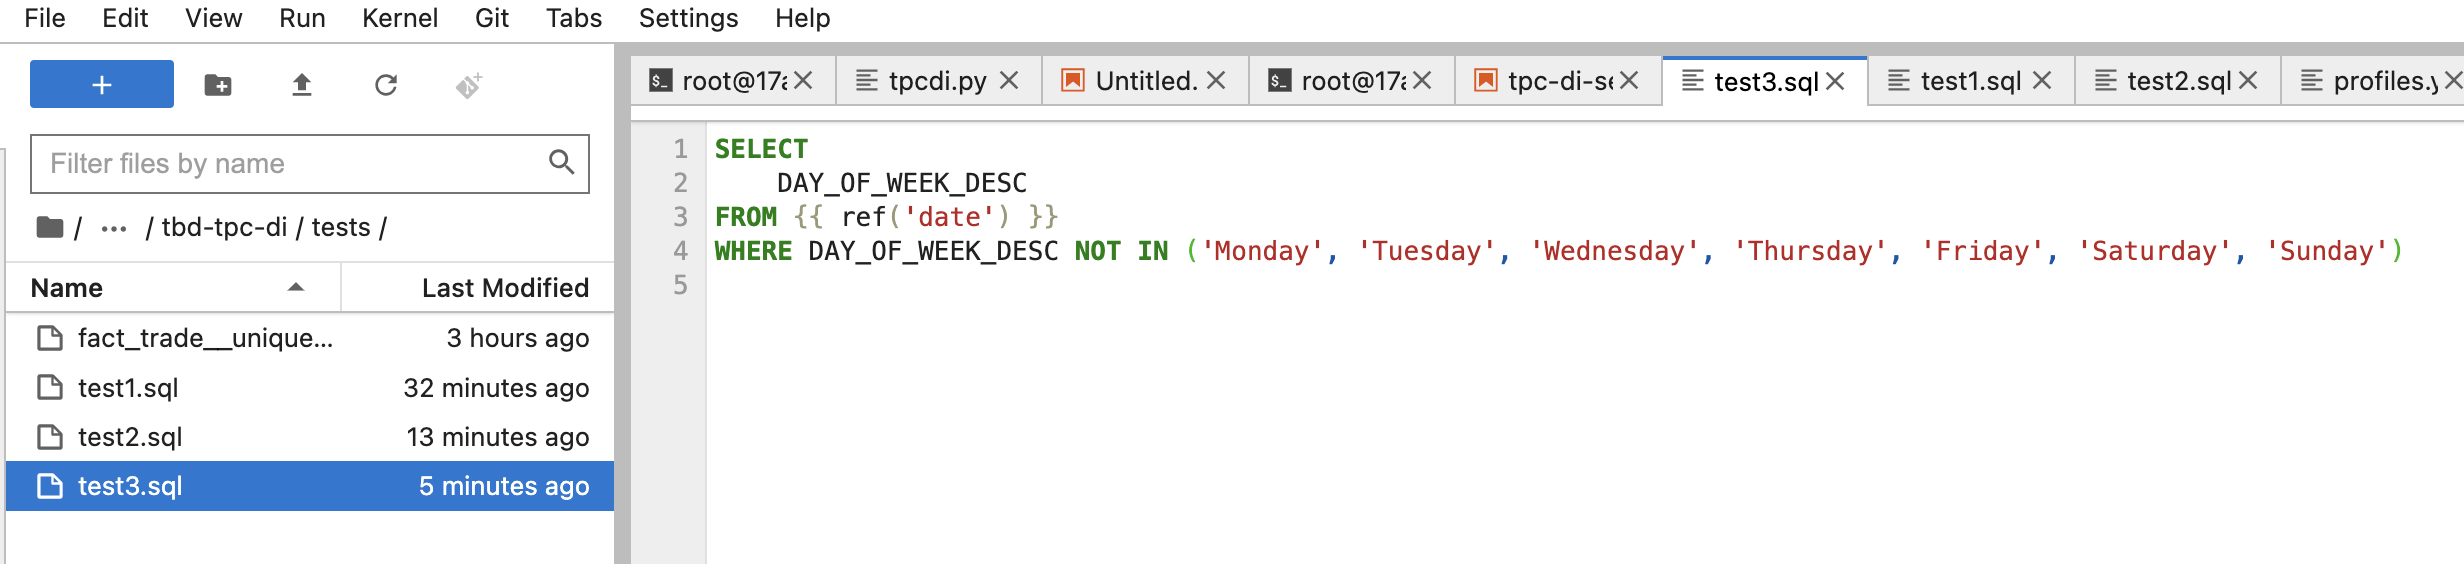 File Edit View Run Kernel Git Tabs Settings Help
root@17 tpcdi.py Untitled. root@17 tpc-di-s test3.sql test1.sql test2.sql profiles.y
Filter files by name
/ ... / tbd-tpc-di / tests /
Name Last Modified
fact_trade__unique... 3 hours ago
test1.sql 32 minutes ago
test2.sql 13 minutes ago
test3.sql 5 minutes ago
1 SELECT
2 DAY_OF_WEEK_DESC
3 FROM {{ ref('date') }}
4 WHERE DAY_OF_WEEK_DESC NOT IN ('Monday', 'Tuesday', 'Wednesday', 'Thursday', 'Friday', 'Saturday', 'Sunday')
5